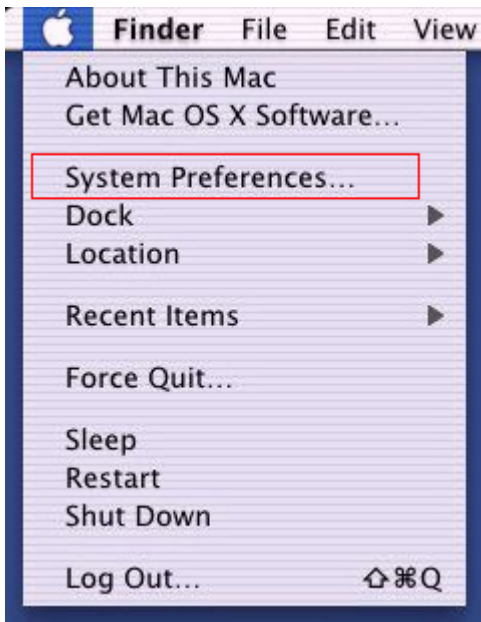 Finder File Edit View
About This Mac
Get Mac OS X Software...
System Preferences...
Dock
Location
Recent Items
Force Quit...
Sleep
Restart
Shut Down
Log Out... ⇧⌘Q